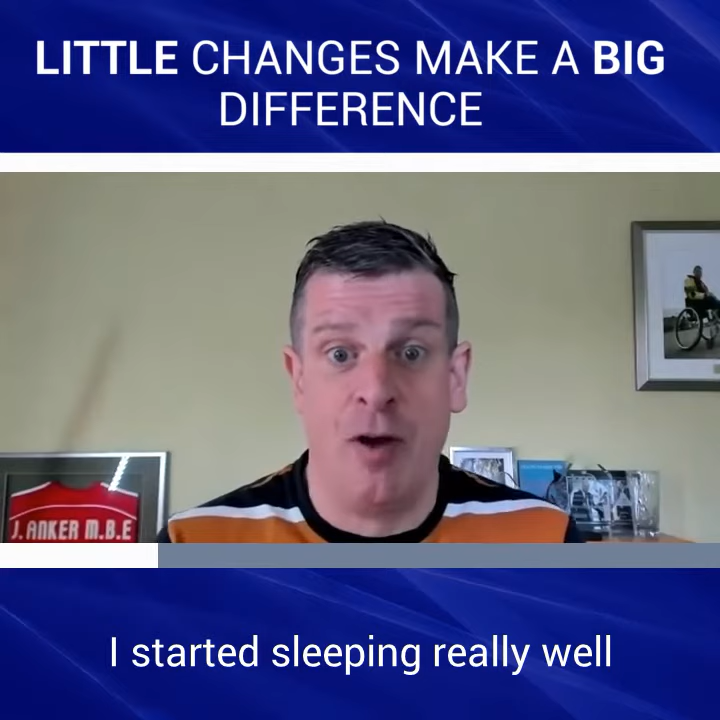 LITTLE CHANGES MAKE A BIG
DIFFERENCE
J. ANKER M.B.E
I started sleeping really well